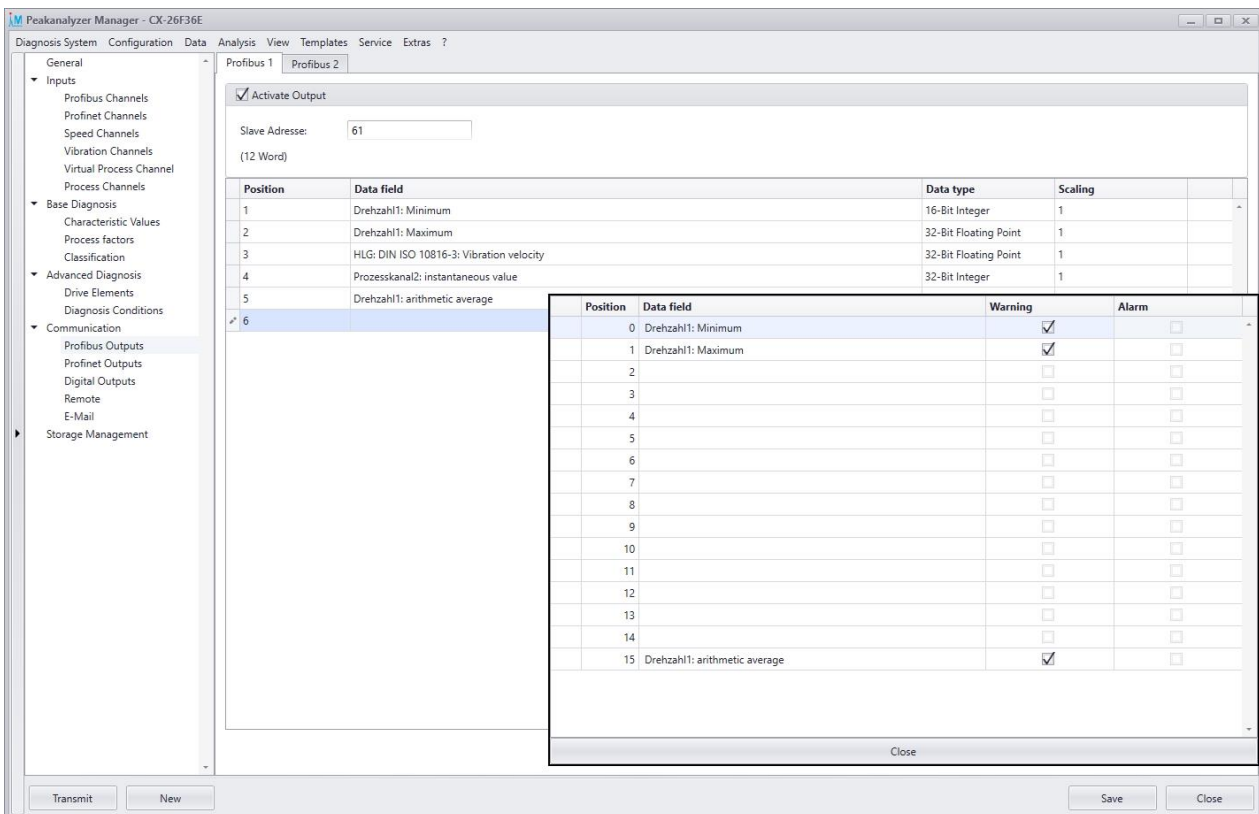 Peakanalyzer Manager - CX-26F36E
Diagnosis System Configuration Data Analysis View Templates Service Extras ?
General
Inputs
Profibus Channels
Profinet Channels
Speed Channels
Vibration Channels
Virtual Process Channel
Process Channels
Base Diagnosis
Characteristic Values
Process factors
Classification
Advanced Diagnosis
Drive Elements
Diagnosis Conditions
Communication
Profibus Outputs
Profinet Outputs
Digital Outputs
Remote
E-Mail
Storage Management
Profibus 1 Profibus 2
Activate Output
Slave Adresse: 61
(12 Word)
Position Data field Data type Scaling
1 Drehzahl1: Minimum 16-Bit Integer 1
2 Drehzahl1: Maximum 32-Bit Floating Point 1
3 HLG: DIN ISO 10816-3: Vibration velocity 32-Bit Floating Point 1
4 Prozesskanal2: instantaneous value 32-Bit Integer 1
5 Drehzahl1: arithmetic average
6
Position Data field Warning Alarm
0 Drehzahl1: Minimum
1 Drehzahl1: Maximum
2
3
4
5
6
7
8
9
10
11
12
13
14
15 Drehzahl1: arithmetic average
Close
Transmit New Save Close